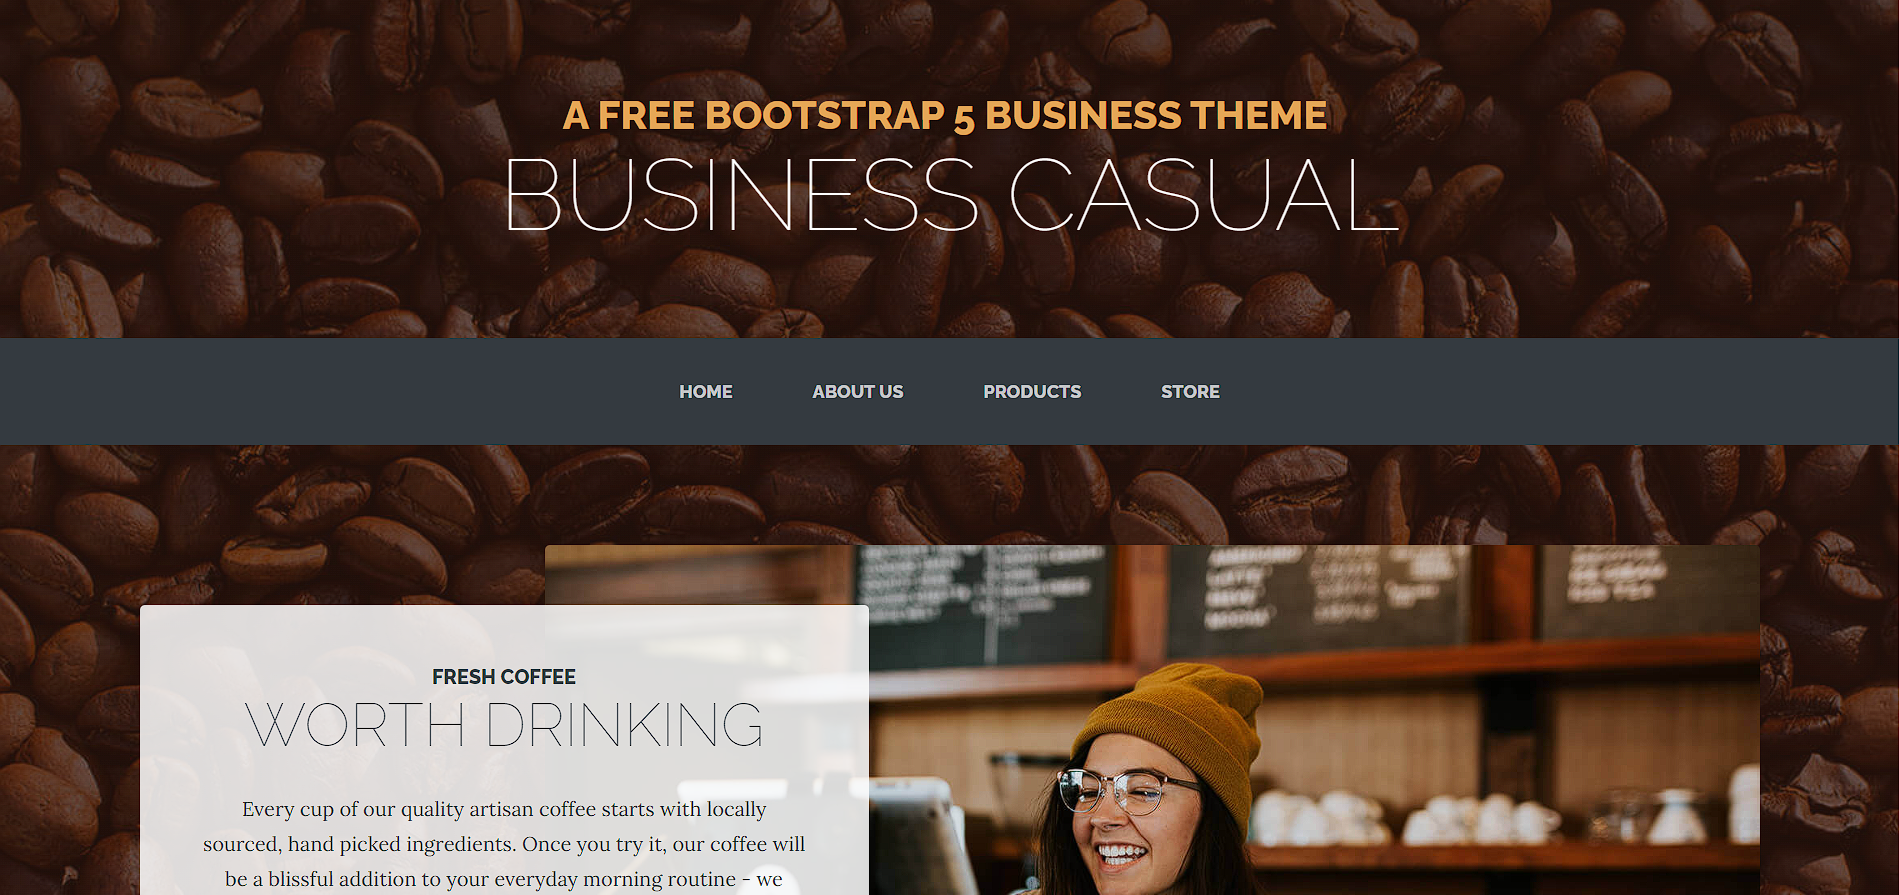 A FREE BOOTSTRAP 5 BUSINESS THEME
BUSINESS CASUAL
HOME
ABOUT US
PRODUCTS
STORE
FRESH COFFEE
WORTH DRINKING
Every cup of our quality artisan coffee starts with locally
sourced, hand picked ingredients. Once you try it, our coffee will
be a blissful addition to your everyday morning routine - we